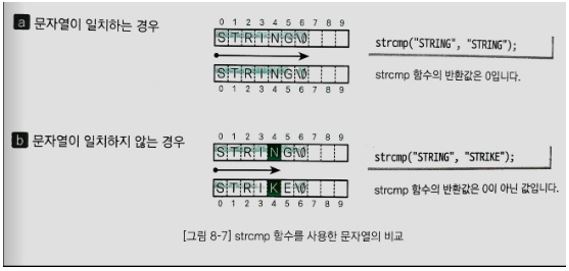 a 문자열이 일치하는 경우
0 1 2 3 4 5 6 7 8 9
S T R I N G \0
strcmp("STRING", "STRING");
S T R I N G \0
0 1 2 3 4 5 6 7 8 9
strcmp 함수의 반환값은 0입니다.
b 문자열이 일치하지 않는 경우
0 1 2 3 4 5 6 7 8 9
S T R I N G \0
strcmp("STRING", "STRIKE");
S T R I K E \0
0 1 2 3 4 5 6 7 8 9
strcmp 함수의 반환값은 0이 아닌 값입니다.
[그림 8-7] strcmp 함수를 사용한 문자열의 비교